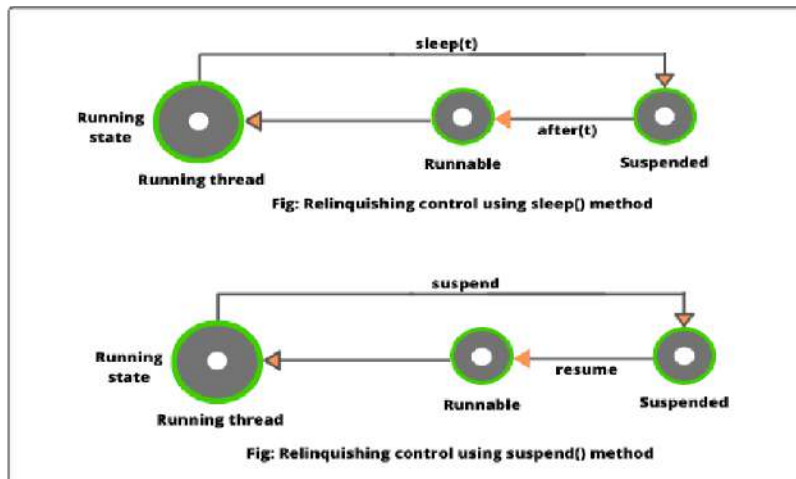 sleep(t)
Running
state
after(t)
Runnable
Suspended
Running thread
Fig: Relinquishing control using sleep() method
suspend
Running
state
resume
Runnable
Suspended
Running thread
Fig: Relinquishing control using suspend() method